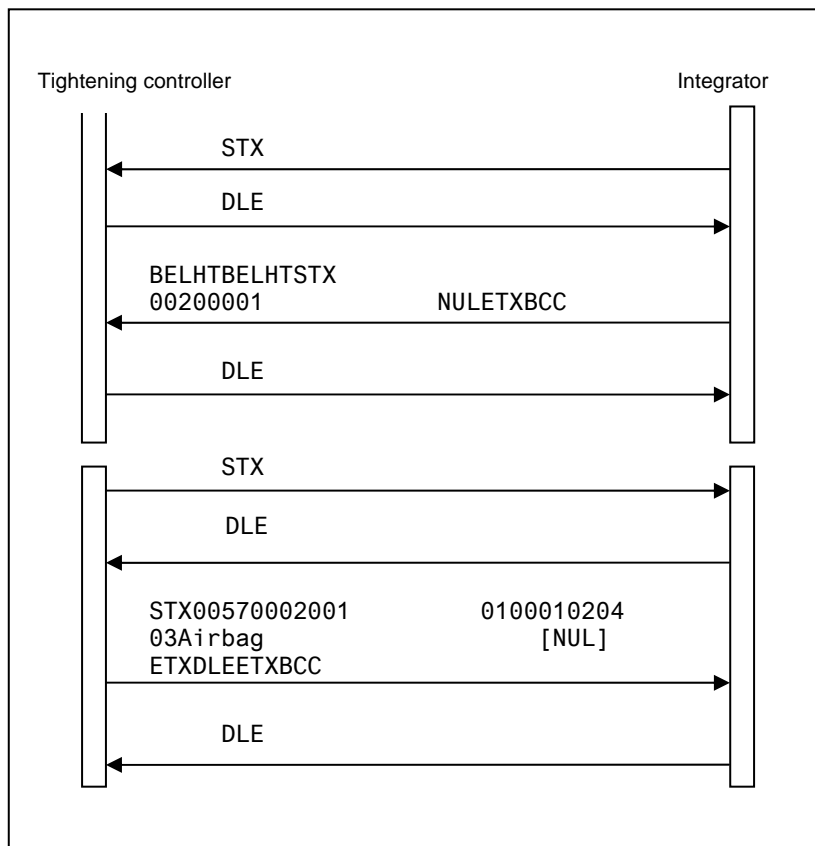 Tightening controller Integrator
STX
DLE
BELHTBELHTSTX
00200001 NULETXBCC
DLE
STX
DLE
STX00570002001 0100010204
03Airbag [NUL]
ETXDLEETXBCC
DLE